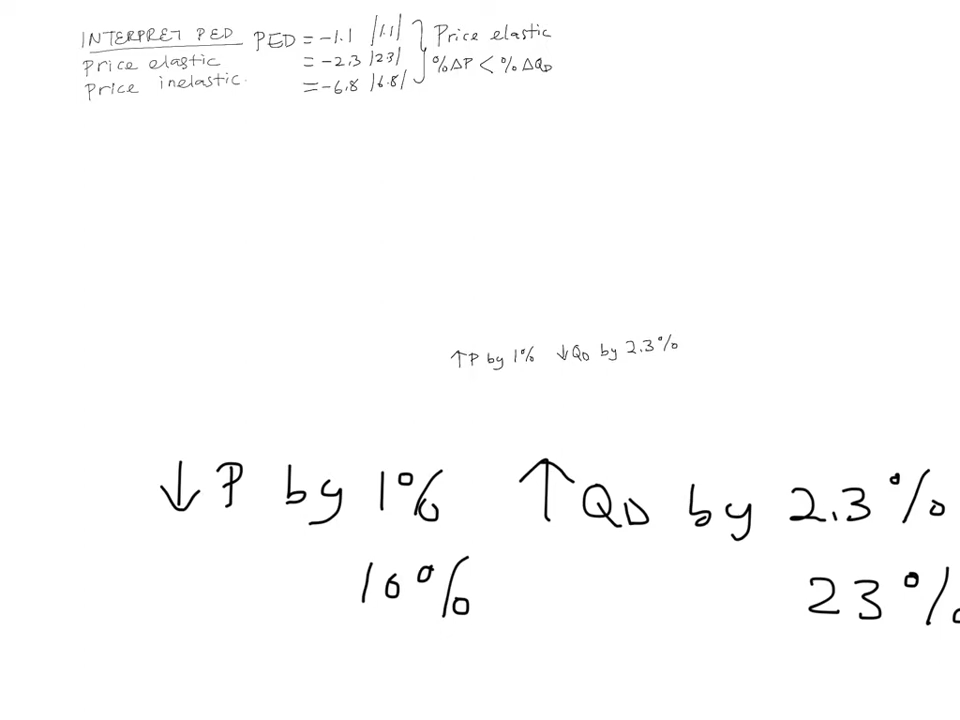 INTERPRET PED PED = -1.1 |1.1| } Price elastic
Price elastic = -2.3 |2.3| %ΔP < %ΔQD
Price inelastic. = -6.8 |6.8|
↑P by 1% ↓QD by 2.3%
↓P by 1% ↑QD by 2.3%
10% 23%